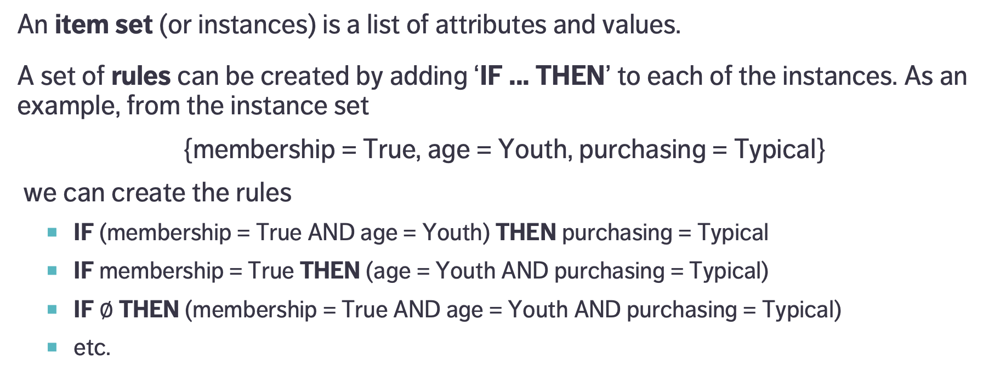 An item set (or instances) is a list of attributes and values.
A set of rules can be created by adding ‘IF ... THEN’ to each of the instances. As an
example, from the instance set
{membership = True, age = Youth, purchasing = Typical}
we can create the rules
▪ IF (membership = True AND age = Youth) THEN purchasing = Typical
▪ IF membership = True THEN (age = Youth AND purchasing = Typical)
▪ IF ∅ THEN (membership = True AND age = Youth AND purchasing = Typical)
▪ etc.